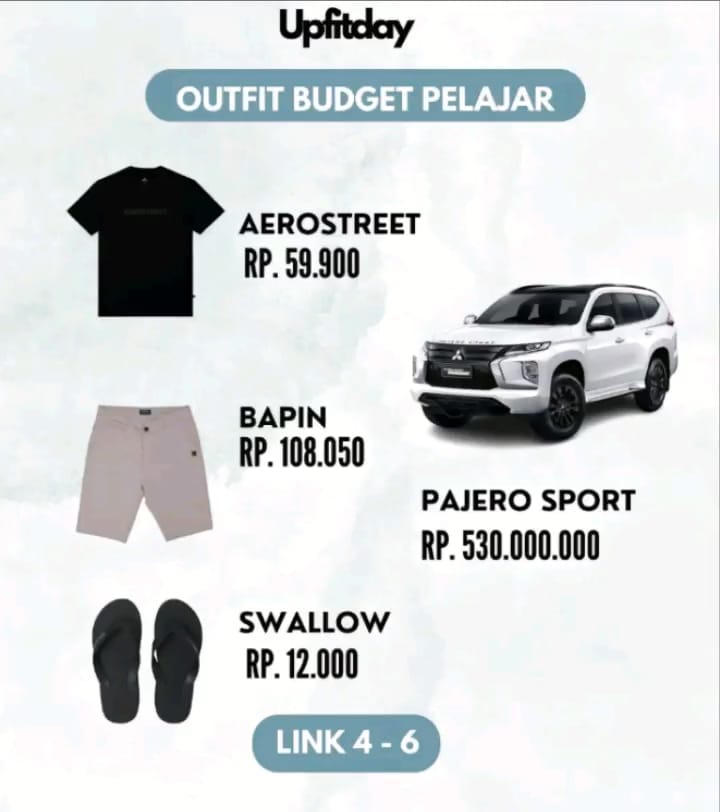 Upfitday
OUTFIT BUDGET PELAJAR
AEROSTREET
RP. 59.900
BAPIN
RP. 108.050
PAJERO SPORT
RP. 530.000.000
SWALLOW
RP. 12.000
LINK 4 - 6